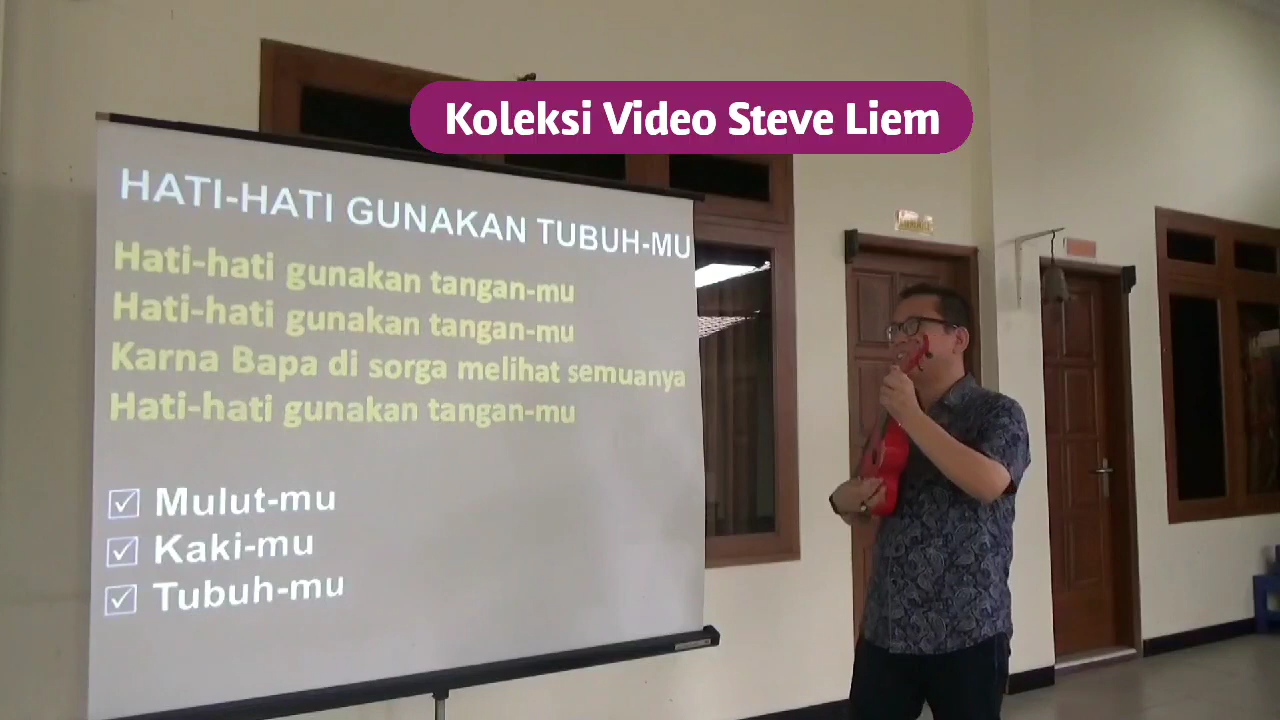 Koleksi Video Steve Liem
HATI-HATI GUNAKAN TUBUH-MU
Hati-hati gunakan tangan-mu
Hati-hati gunakan tangan-mu
Karna Bapa di sorga melihat semuanya
Hati-hati gunakan tangan-mu
Mulut-mu
Kaki-mu
Tubuh-mu